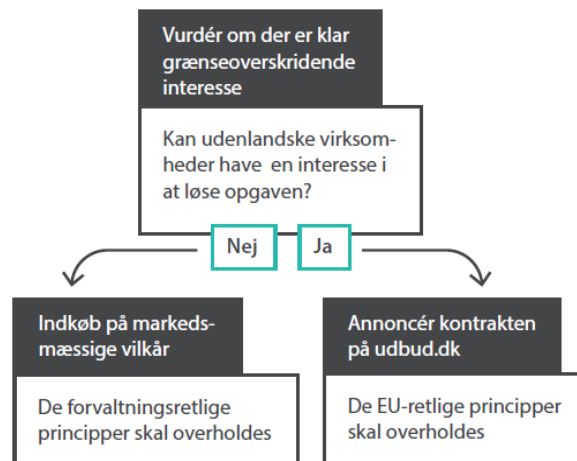 Vurdér om der er klar
grænseoverskridende
interesse
Kan udenlandske virksom-
heder have en interesse i
at løse opgaven?
Nej
Ja
Indkøb på markeds-
mæssige vilkår
De forvaltningsretlige
principper skal overholdes
Annoncér kontrakten
på udbud.dk
De EU-retlige principper
skal overholdes